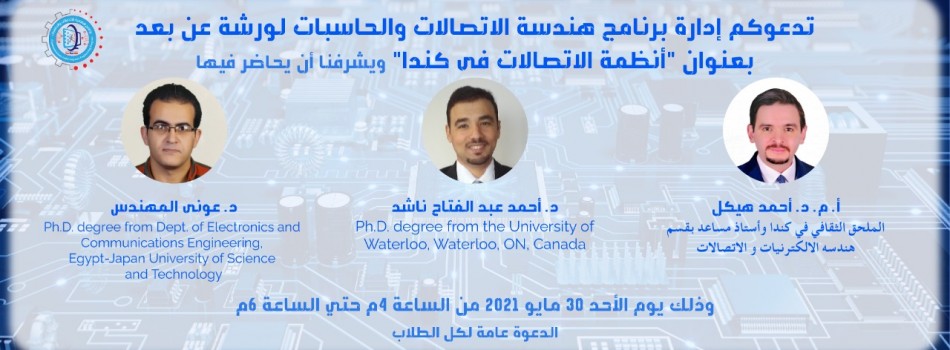 تدعوكم إدارة برنامج هندسة الاتصالات والحاسبات لورشة عن بعد
بعنوان "أنظمة الاتصالات فى كندا" ويشرفنا أن يحاضر فيها
أ. م. د. أحمد هيكل
الملحق الثقافي في كندا وأستاذ مساعد بقسم
هندسه الالكترنيات و الاتصالات
د. أحمد عبد الفتاح ناشد
Ph.D. degree from the University of
Waterloo, Waterloo, ON, Canada
د. عونى المهندس
Ph.D. degree from Dept. of Electronics and
Communications Engineering,
Egypt-Japan University of Science
and Technology
وذلك يوم الأحد 30 مايو 2021 من الساعة 4م حتي الساعة 6م
الدعوة عامة لكل الطلاب